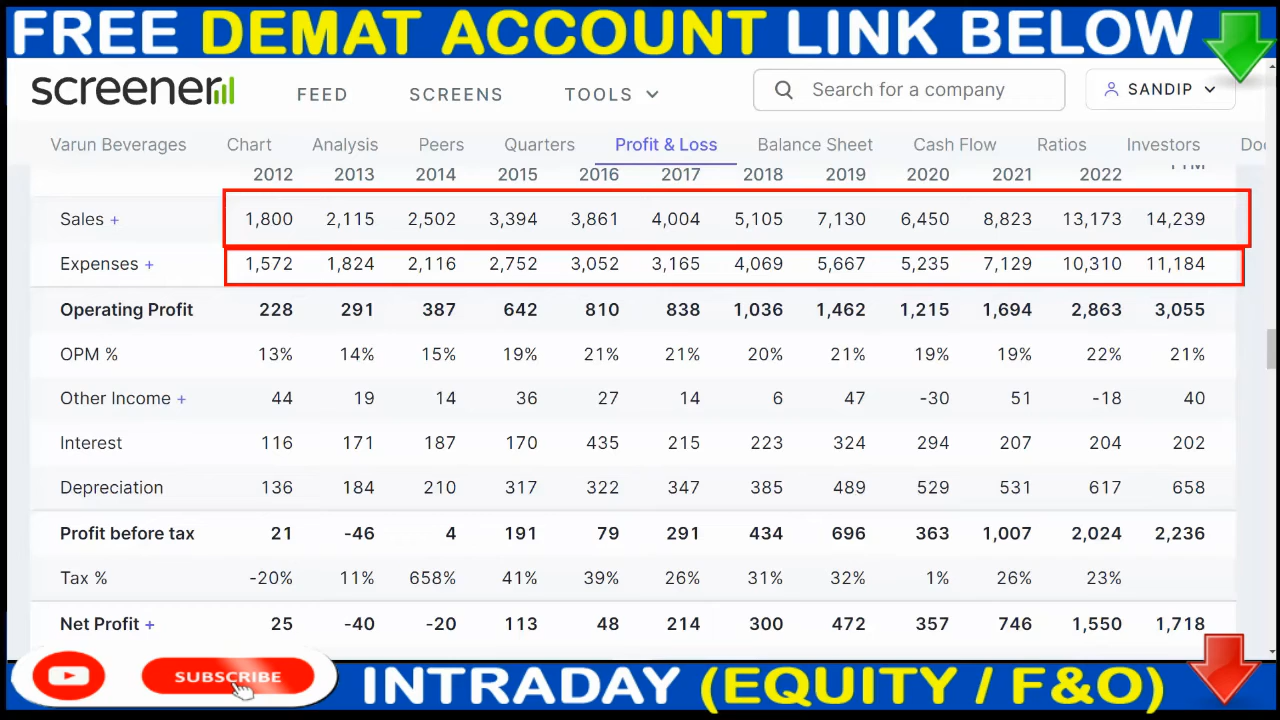 FREE DEMAT ACCOUNT LINK BELOW
screener FEED SCREENS TOOLS Search for a company SANDIP
Varun Beverages Chart Analysis Peers Quarters Profit & Loss Balance Sheet Cash Flow Ratios Investors
2012 2013 2014 2015 2016 2017 2018 2019 2020 2021 2022 TTM
Sales + 1,800 2,115 2,502 3,394 3,861 4,004 5,105 7,130 6,450 8,823 13,173 14,239
Expenses + 1,572 1,824 2,116 2,752 3,052 3,165 4,069 5,667 5,235 7,129 10,310 11,184
Operating Profit 228 291 387 642 810 838 1,036 1,462 1,215 1,694 2,863 3,055
OPM % 13% 14% 15% 19% 21% 21% 20% 21% 19% 19% 22% 21%
Other Income + 44 19 14 36 27 14 6 47 -30 51 -18 40
Interest 116 171 187 170 435 215 223 324 294 207 204 202
Depreciation 136 184 210 317 322 347 385 489 529 531 617 658
Profit before tax 21 -46 4 191 79 291 434 696 363 1,007 2,024 2,236
Tax % -20% 11% 658% 41% 39% 26% 31% 32% 1% 26% 23%
Net Profit + 25 -40 -20 113 48 214 300 472 357 746 1,550 1,718
SUBSCRIBE INTRADAY (EQUITY / F&O)